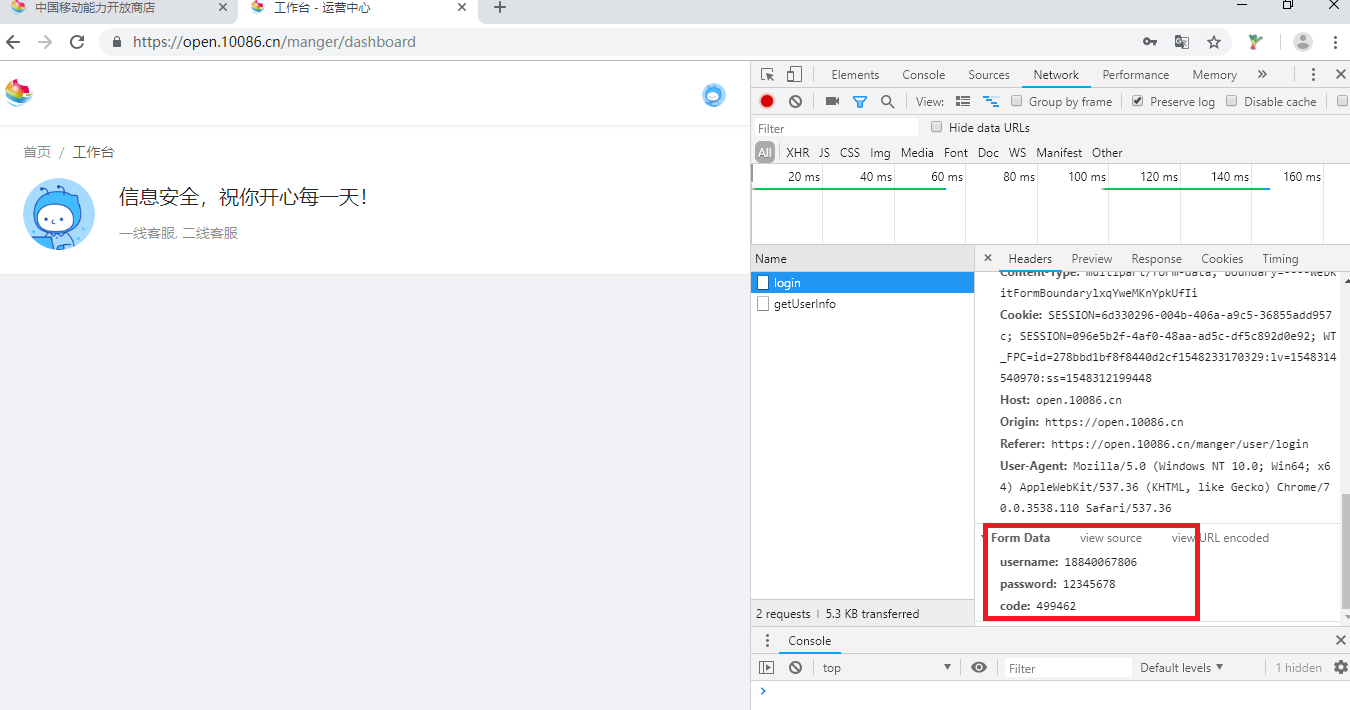 中国移动能力开放商店
工作台 - 运营中心
https://open.10086.cn/manger/dashboard
首页 / 工作台
信息安全，祝你开心每一天！
一线客服, 二线客服
Elements Console Sources Network Performance Memory »
View: Group by frame Preserve log Disable cache
Filter Hide data URLs
All XHR JS CSS Img Media Font Doc WS Manifest Other
20 ms 40 ms 60 ms 80 ms 100 ms 120 ms 140 ms 160 ms
Name
login
getUserInfo
2 requests | 5.3 KB transferred
× Headers Preview Response Cookies Timing
Content-Type: multipart/form-data; boundary=----WebK
itFormBoundarylxqYweMKnYpkUfIi
Cookie: SESSION=6d330296-004b-406a-a9c5-36855add957
c; SESSION=096e5b2f-4af0-48aa-ad5c-df5c892d0e92; WT
_FPC=id=278bbd1bf8f8440d2cf1548233170329:lv=1548314
540970:ss=1548312199448
Host: open.10086.cn
Origin: https://open.10086.cn
Referer: https://open.10086.cn/manger/user/login
User-Agent: Mozilla/5.0 (Windows NT 10.0; Win64; x6
4) AppleWebKit/537.36 (KHTML, like Gecko) Chrome/7
0.0.3538.110 Safari/537.36
Form Data view source view URL encoded
username: 18840067806
password: 12345678
code: 499462
Console
top Filter Default levels 1 hidden